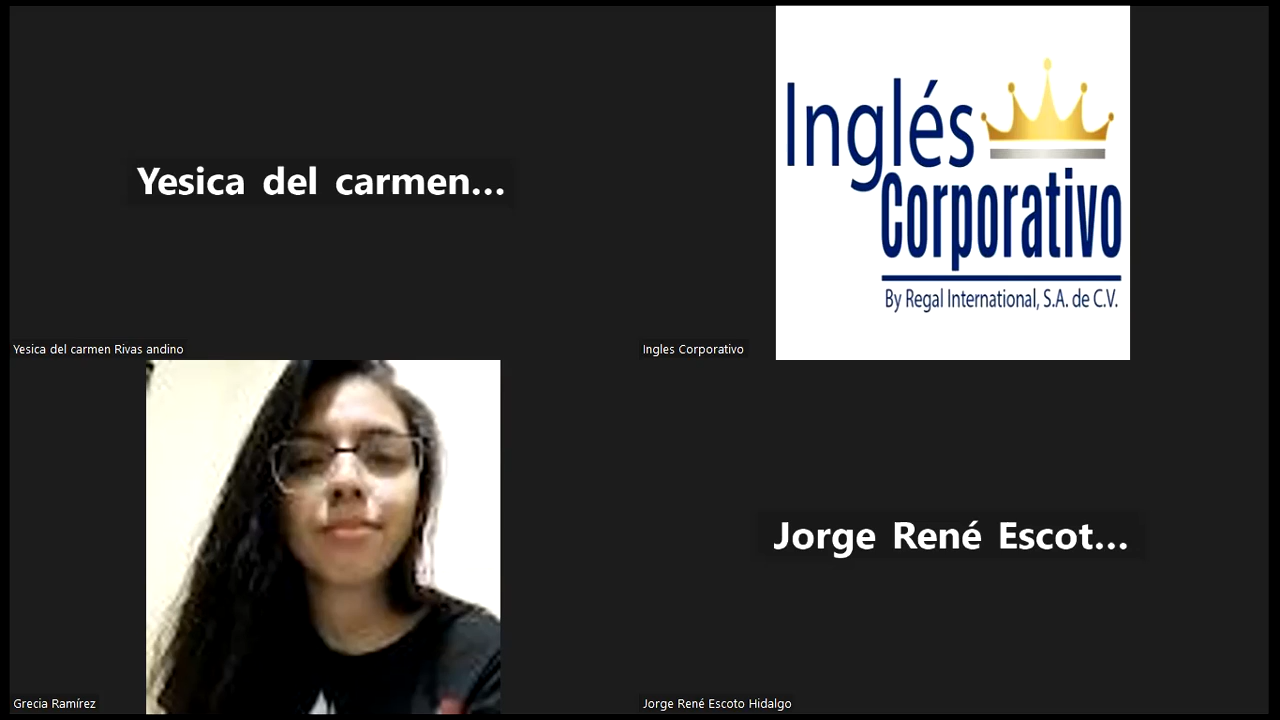 Yesica del carmen...
Yesica del carmen Rivas andino
Inglés
Corporativo
By Regal International, S.A. de C.V.
Ingles Corporativo
Grecia Ramírez
Jorge René Escot...
Jorge René Escoto Hidalgo